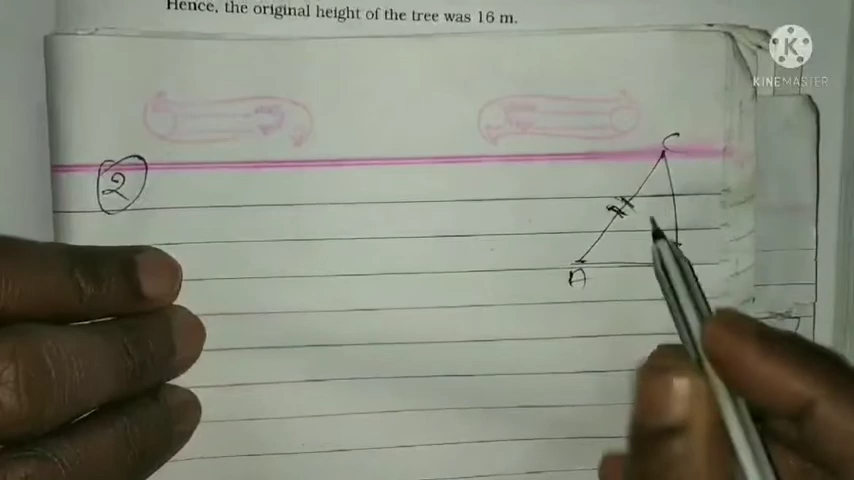 Hence, the original height of the tree was 16 m.
KINEMASTER
2
C
A